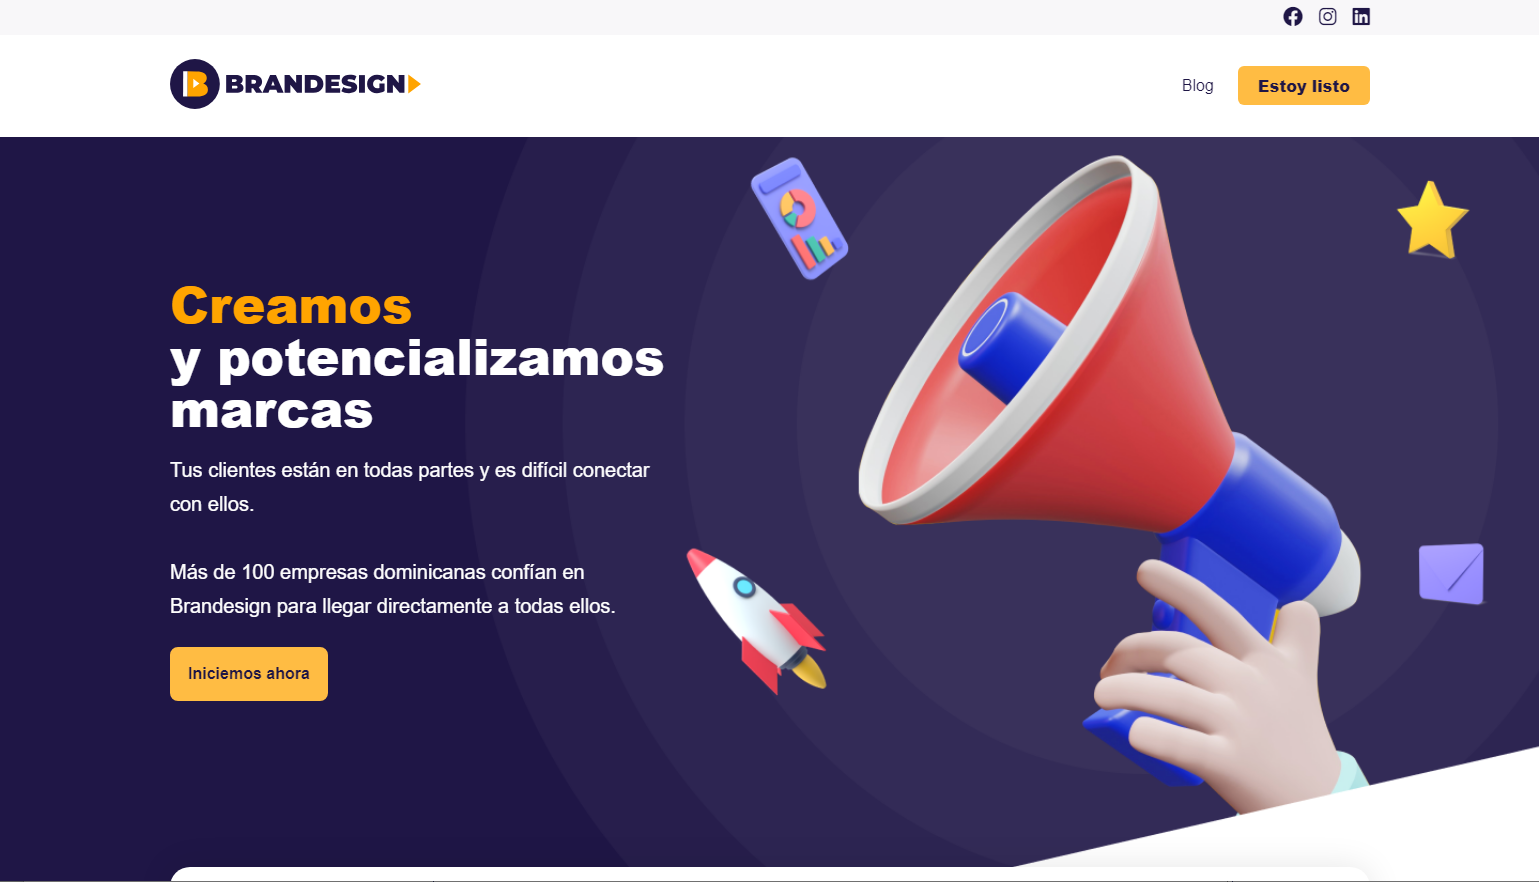 BRANDESIGN
Blog
Estoy listo
Creamos
y potencializamos
marcas
Tus clientes están en todas partes y es difícil conectar
con ellos.
Más de 100 empresas dominicanas confían en
Brandesign para llegar directamente a todas ellos.
Iniciemos ahora